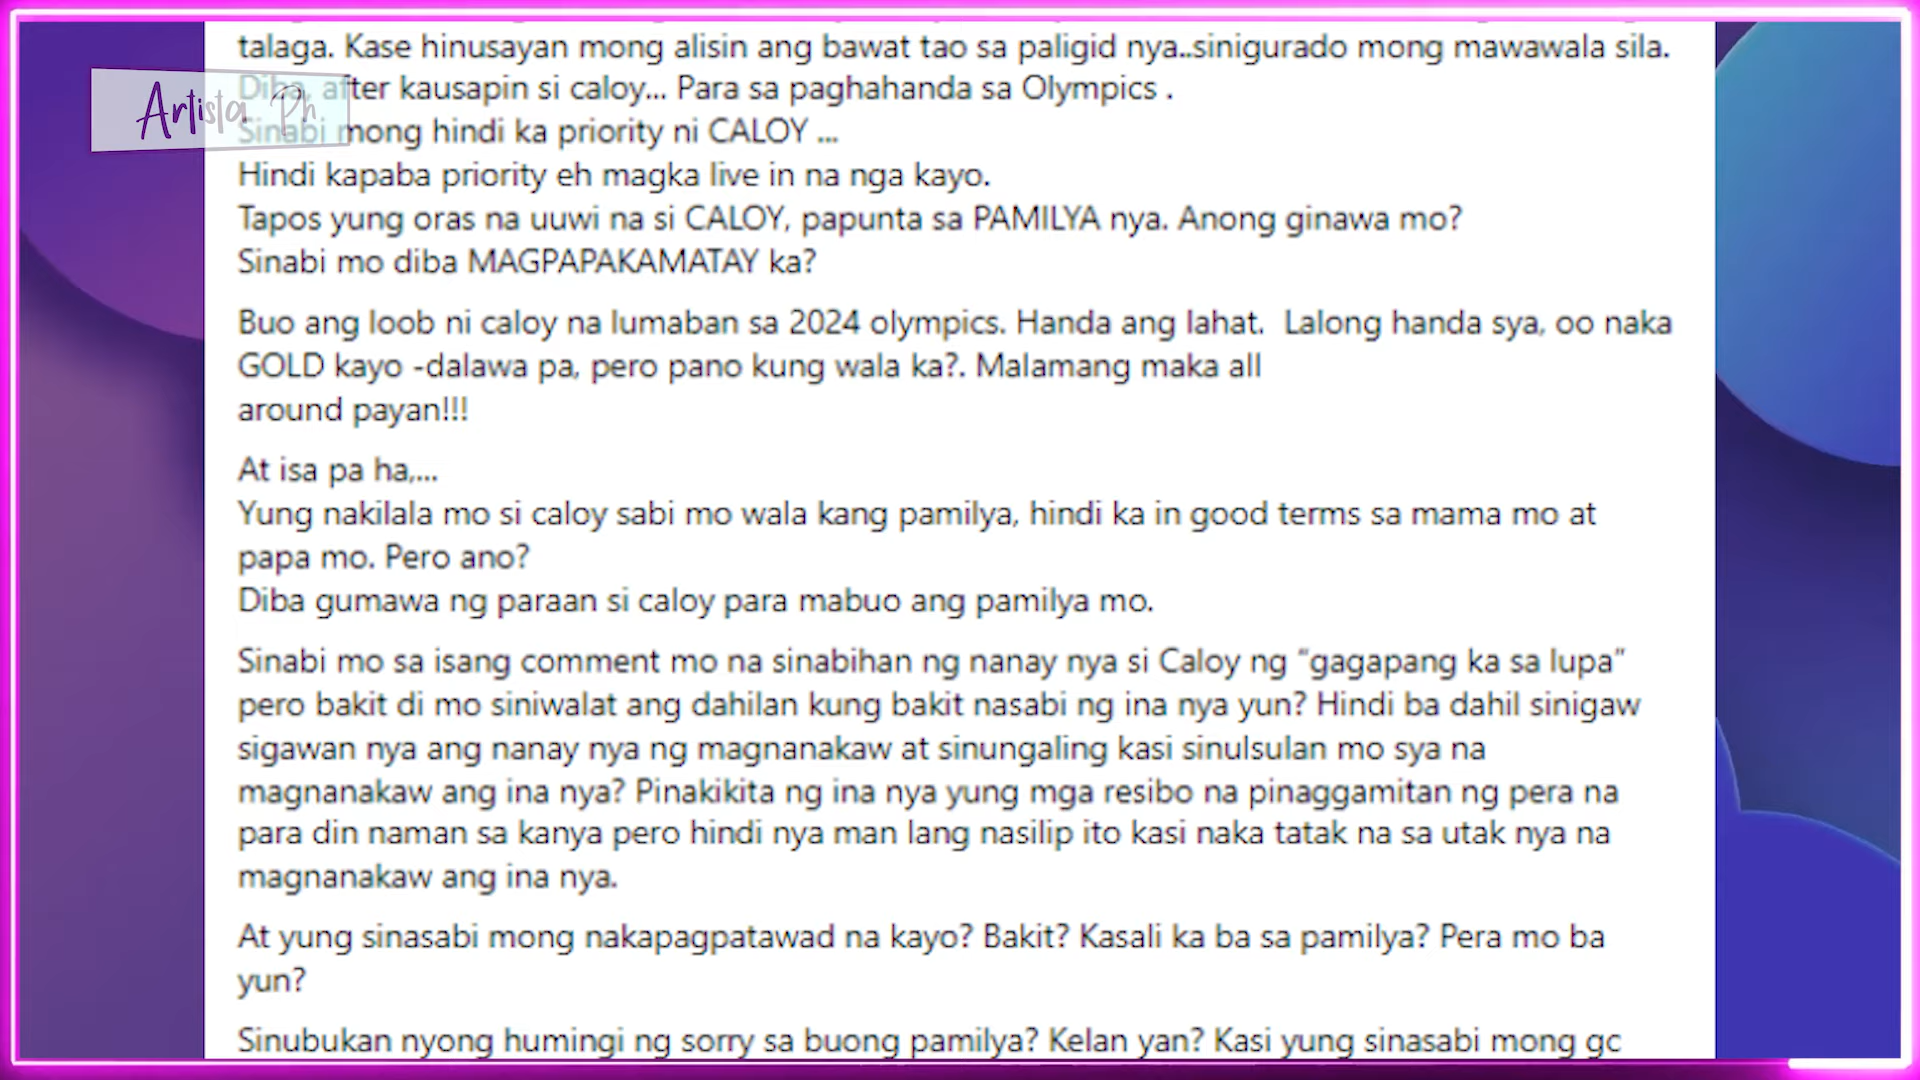 talaga. Kase hinusayan mong alisin ang bawat tao sa paligid nya..sinigurado mong mawawala sila.
Artista Ph
Diba, after kausapin si caloy... Para sa paghahanda sa Olympics .
Sinabi mong hindi ka priority ni CALOY ...
Hindi kapaba priority eh magka live in na nga kayo.
Tapos yung oras na uuwi na si CALOY, papunta sa PAMILYA nya. Anong ginawa mo?
Sinabi mo diba MAGPAPAKAMATAY ka?
Buo ang loob ni caloy na lumaban sa 2024 olympics. Handa ang lahat.  Lalong handa sya, oo naka
GOLD kayo -dalawa pa, pero pano kung wala ka?. Malamang maka all
around payan!!!
At isa pa ha,...
Yung nakilala mo si caloy sabi mo wala kang pamilya, hindi ka in good terms sa mama mo at
papa mo. Pero ano?
Diba gumawa ng paraan si caloy para mabuo ang pamilya mo.
Sinabi mo sa isang comment mo na sinabihan ng nanay nya si Caloy ng “gagapang ka sa lupa”
pero bakit di mo siniwalat ang dahilan kung bakit nasabi ng ina nya yun? Hindi ba dahil sinigaw
sigawan nya ang nanay nya ng magnanakaw at sinungaling kasi sinulsulan mo sya na
magnanakaw ang ina nya? Pinakikita ng ina nya yung mga resibo na pinaggamitan ng pera na
para din naman sa kanya pero hindi nya man lang nasilip ito kasi naka tatak na sa utak nya na
magnanakaw ang ina nya.
At yung sinasabi mong nakapagpatawad na kayo? Bakit? Kasali ka ba sa pamilya? Pera mo ba
yun?
Sinubukan nyong humingi ng sorry sa buong pamilya? Kelan yan? Kasi yung sinasabi mong gc